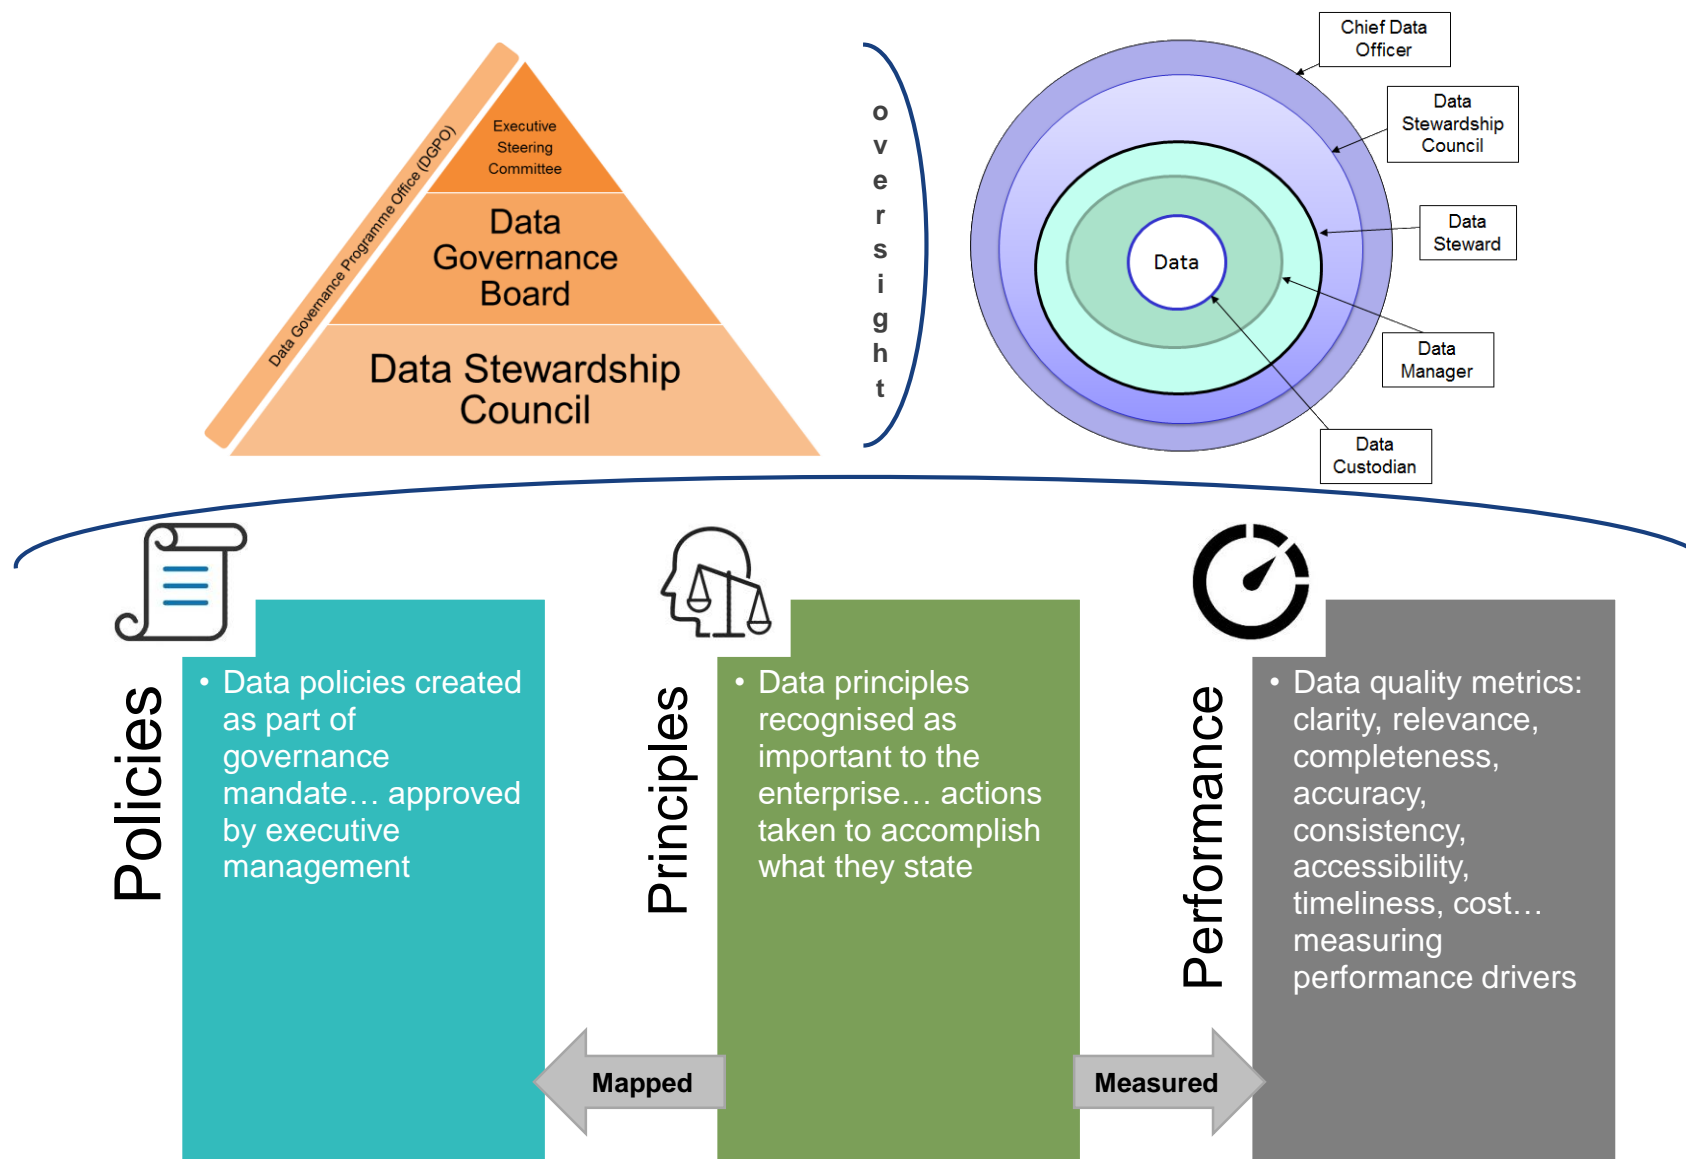 Data Governance Programme Office (DGPO)
Executive
Steering
Committee
Data
Governance
Board
Data Stewardship
Council
oversight
Chief Data
Officer
Data
Stewardship
Council
Data
Steward
Data
Data
Manager
Data
Custodian
Policies
• Data policies created
as part of
governance
mandate… approved
by executive
management
Principles
• Data principles
recognised as
important to the
enterprise… actions
taken to accomplish
what they state
Performance
• Data quality metrics:
clarity, relevance,
completeness,
accuracy,
consistency,
accessibility,
timeliness, cost…
measuring
performance drivers
Mapped
Measured